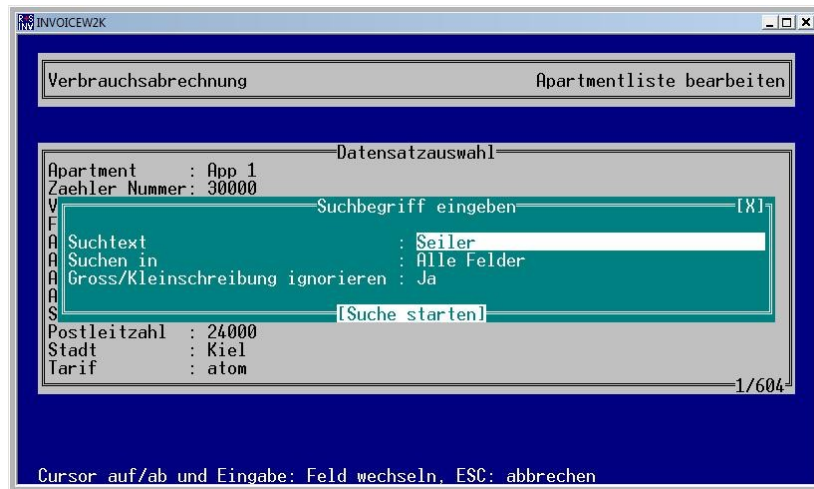 R&S INV INVOICEW2K
Verbrauchsabrechnung Apartmentliste bearbeiten
Datensatzauswahl
Apartment : App 1
Zaehler Nummer: 30000
V
Suchbegriff eingeben [X]
F
A
Suchtext : Seiler
A
Suchen in : Alle Felder
A
Gross/Kleinschreibung ignorieren : Ja
A
S
[Suche starten]
Postleitzahl : 24000
Stadt : Kiel
Tarif : atom
1/604
Cursor auf/ab und Eingabe: Feld wechseln, ESC: abbrechen